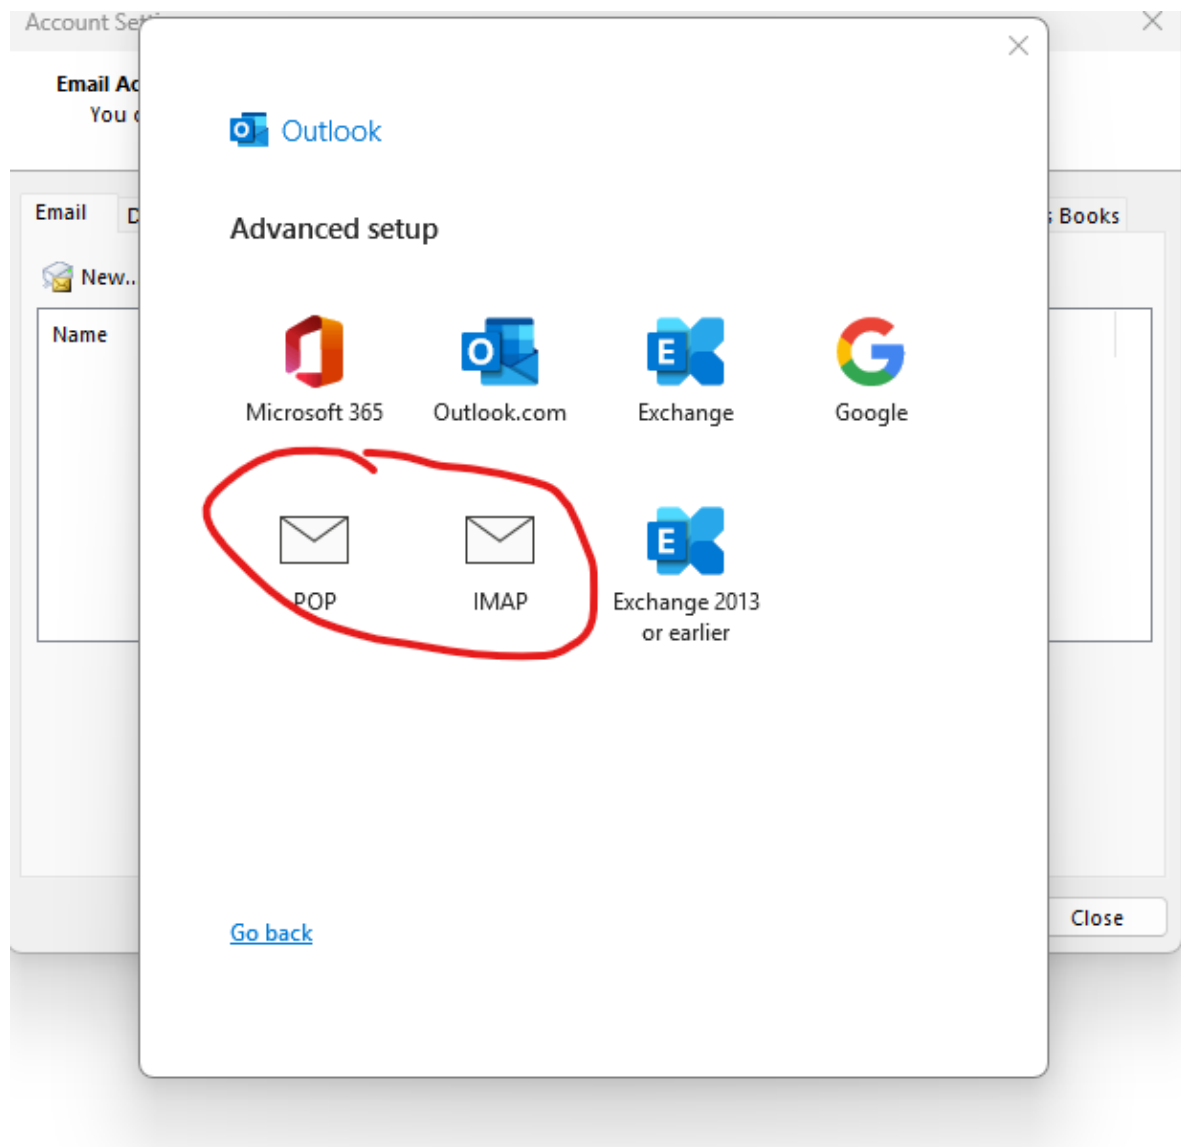 Account Se
Email Ac
You c
Outlook
Email
Books
Advanced setup
New..
Name
Microsoft 365 Outlook.com Exchange Google
POP IMAP Exchange 2013
or earlier
Go back
Close